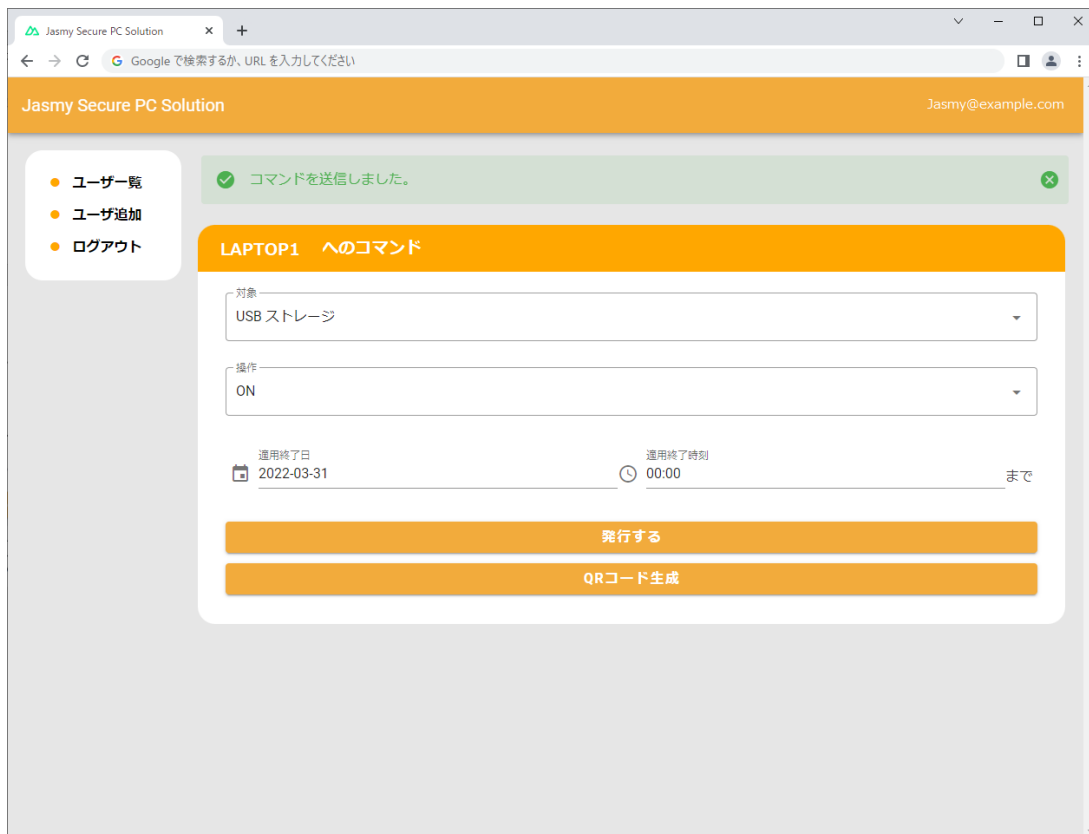 Jasmy Secure PC Solution
Google で検索するか、URL を入力してください
Jasmy Secure PC Solution
Jasmy@example.com
ユーザー覧
ユーザ追加
ログアウト
コマンドを送信しました。
LAPTOP1 へのコマンド
対象
USB ストレージ
操作
ON
適用終了日
2022-03-31
適用終了時刻
00:00
まで
発行する
QRコード生成